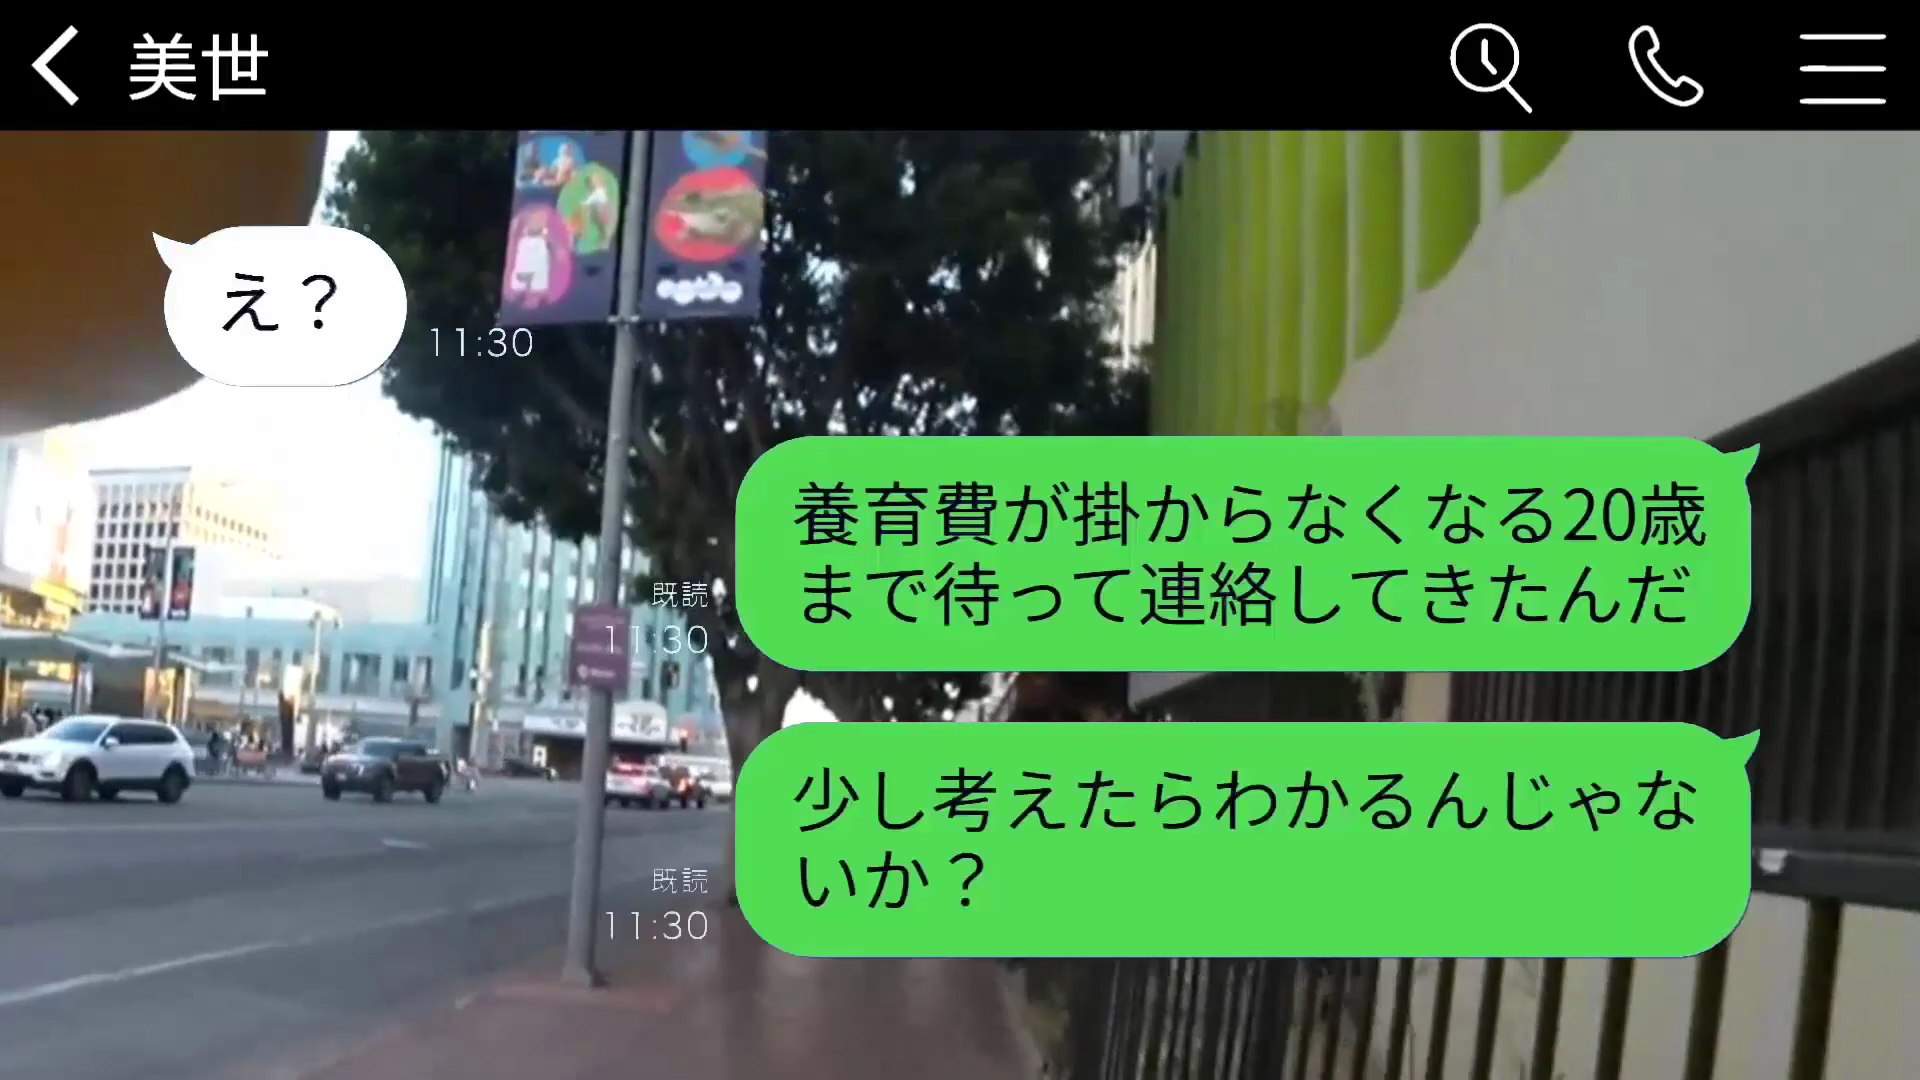 美世
え？
11:30
養育費が掛からなくなる20歳
まで待って連絡してきたんだ
既読
11:30
少し考えたらわかるんじゃな
いか？
既読
11:30